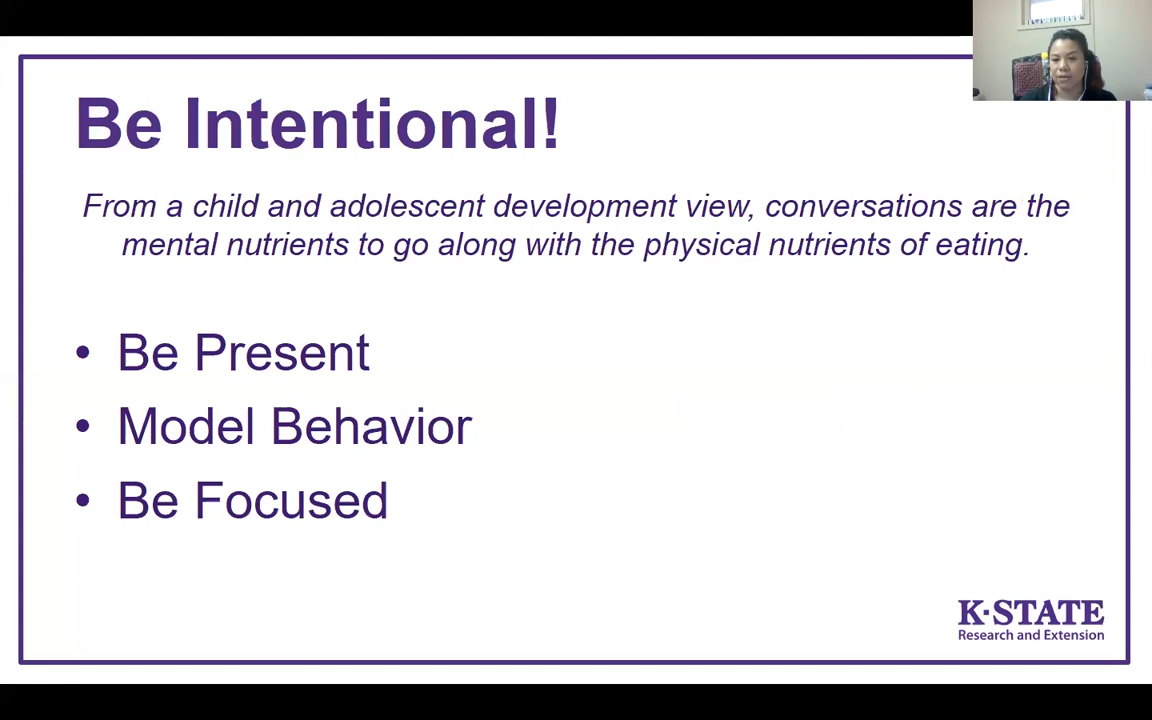 Be Intentional!
From a child and adolescent development view, conversations are the
mental nutrients to go along with the physical nutrients of eating.
• Be Present
• Model Behavior
• Be Focused
K·STATE
Research and Extension